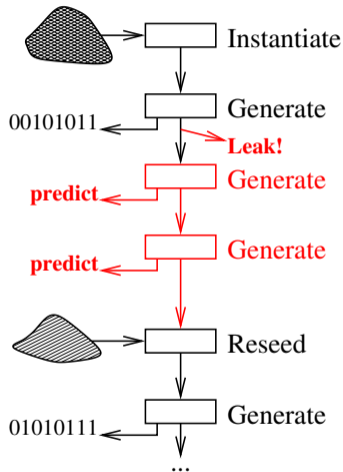 Instantiate
Generate
00101011
Leak!
Generate
predict
Generate
predict
Reseed
Generate
01010111
...